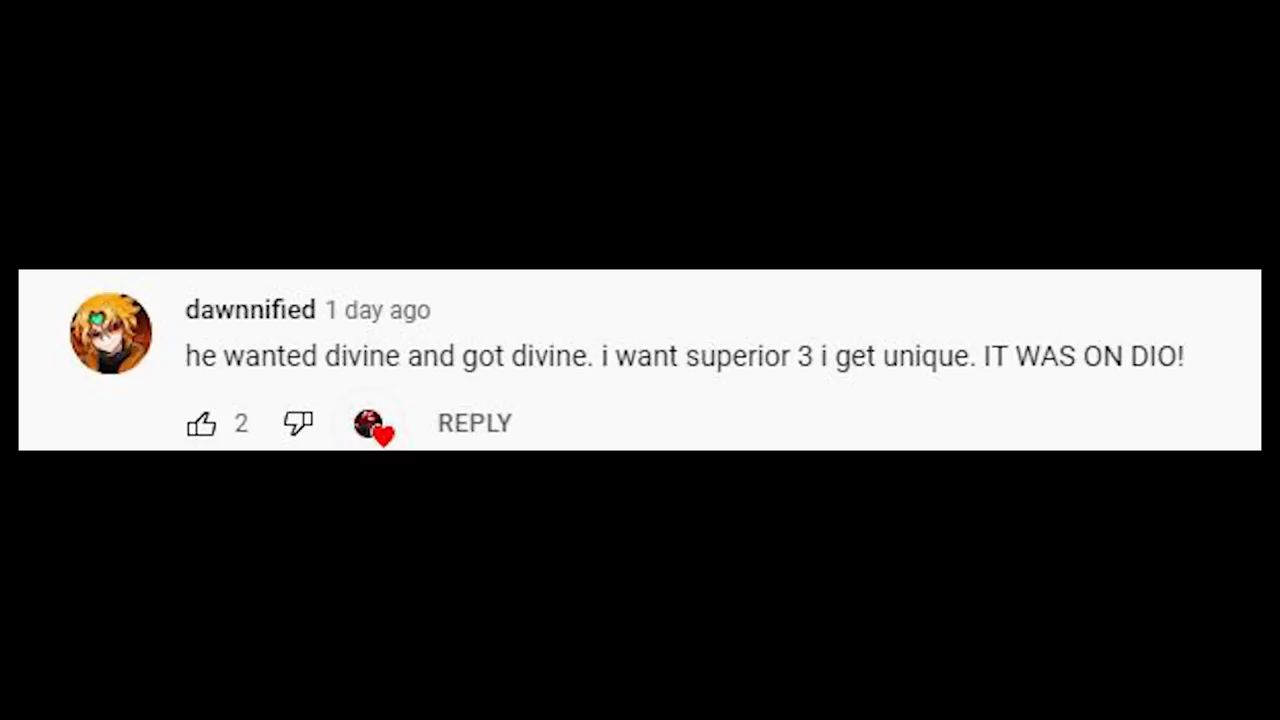 dawnnified 1 day ago
he wanted divine and got divine. i want superior 3 i get unique. IT WAS ON DIO!
2 REPLY